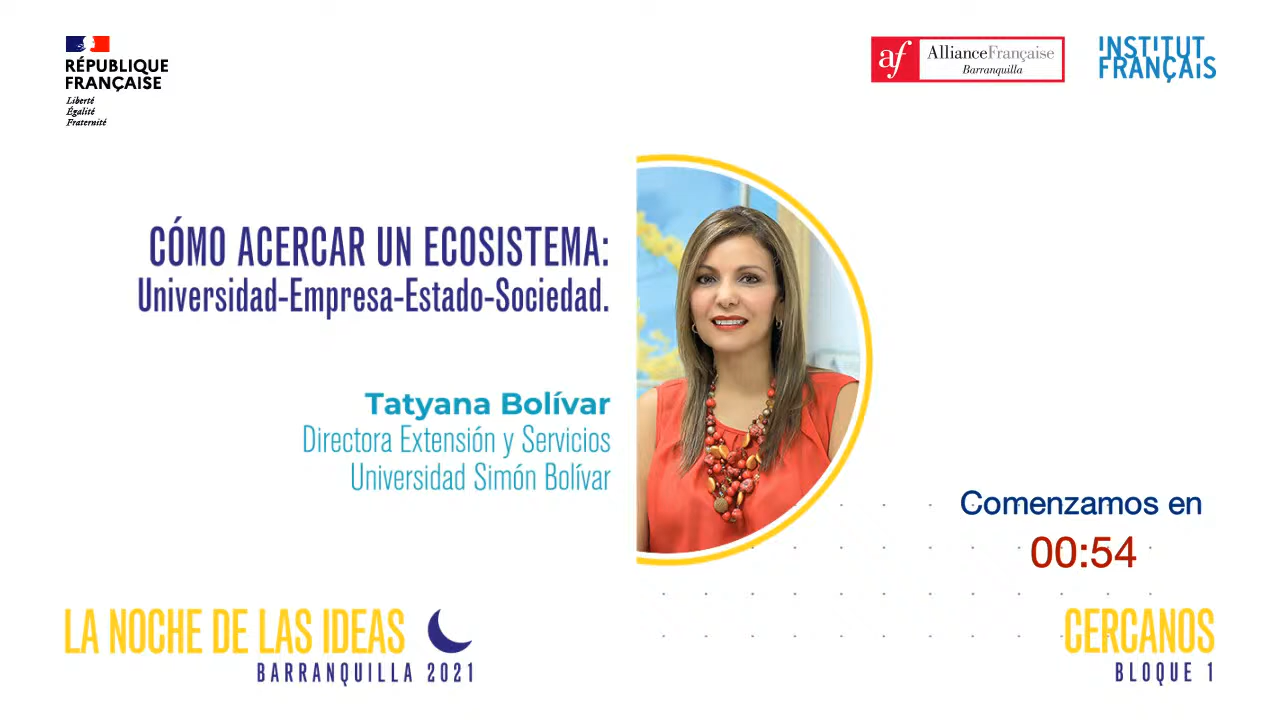 RÉPUBLIQUE
FRANÇAISE
Liberté
Égalité
Fraternité
af
AllianceFrançaise
Barranquilla
INSTITUT
FRANÇAIS
CÓMO ACERCAR UN ECOSISTEMA:
Universidad-Empresa-Estado-Sociedad.
Tatyana Bolívar
Directora Extensión y Servicios
Universidad Simón Bolívar
Comenzamos en
00:54
LA NOCHE DE LAS IDEAS
BARRANQUILLA 2021
CERCANOS
BLOQUE 1